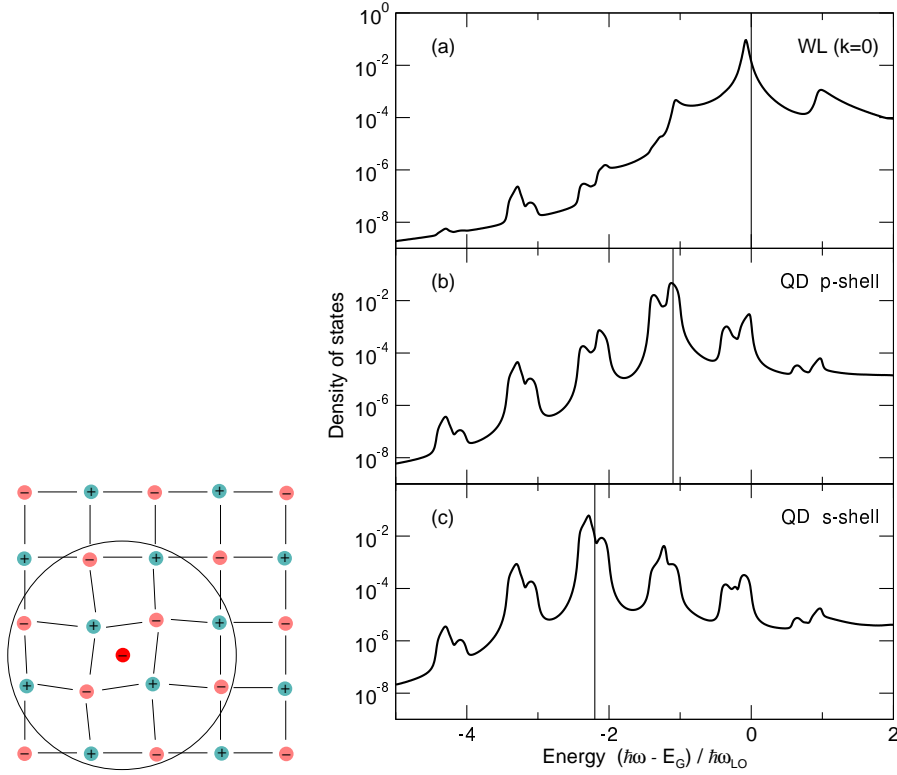 10^0
(a) WL (k=0)
10^-2
10^-4
10^-6
10^-8
(b) QD p-shell
10^-2
10^-4
10^-6
10^-8
Density of states
(c) QD s-shell
10^-2
10^-4
10^-6
10^-8
-4 -2 0 2
Energy (ħω - E_G) / ħω_LO
− + − + −
+ − + − +
− + − + −
−
+ − + − +
− + − + −